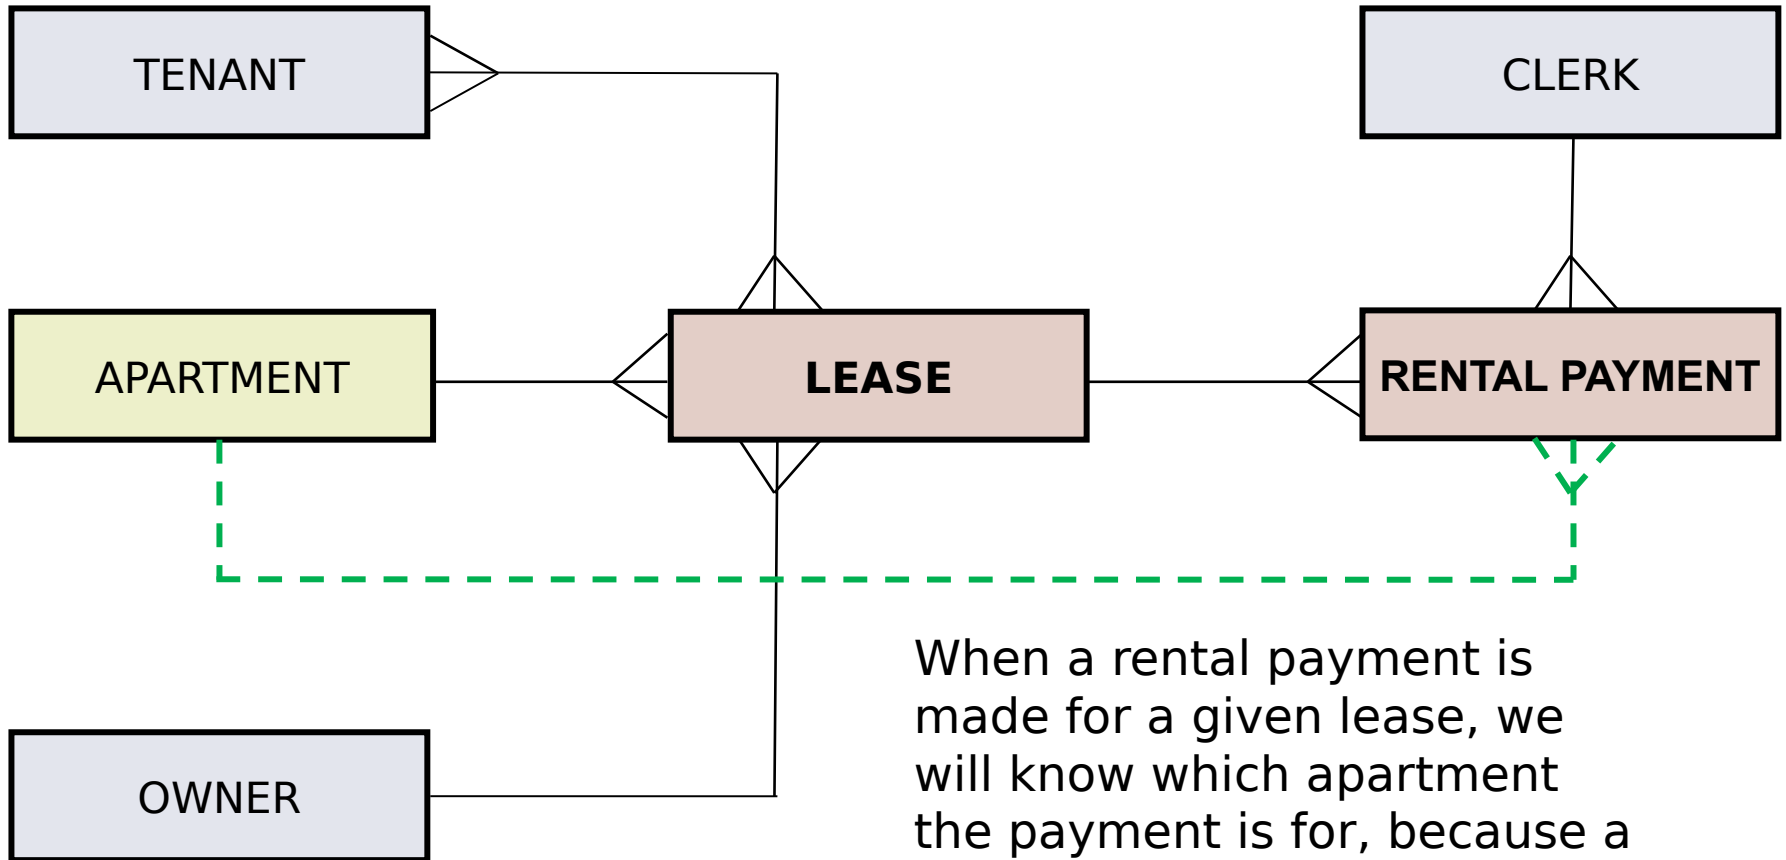 TENANT
CLERK
APARTMENT
LEASE
RENTAL PAYMENT
OWNER
When a rental payment is
made for a given lease, we
will know which apartment
the payment is for, because a